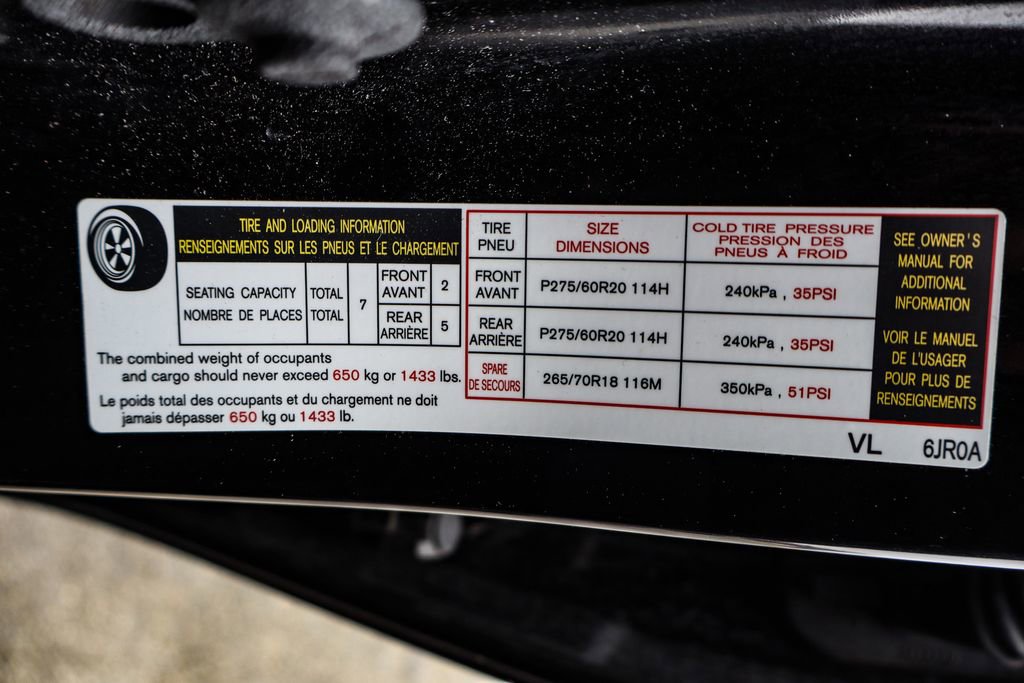 TIRE AND LOADING INFORMATION
RENSEIGNEMENTS SUR LES PNEUS ET LE CHARGEMENT
SEATING CAPACITY
NOMBRE DE PLACES
TOTAL
TOTAL
7
FRONT
AVANT
2
REAR
ARRIÈRE
5
The combined weight of occupants
and cargo should never exceed 650 kg or 1433 lbs.
Le poids total des occupants et du chargement ne doit
jamais dépasser 650 kg ou 1433 lb.
TIRE
PNEU
SIZE
DIMENSIONS
COLD TIRE PRESSURE
PRESSION DES
PNEUS À FROID
FRONT
AVANT
P275/60R20 114H
240kPa , 35PSI
REAR
ARRIÈRE
P275/60R20 114H
240kPa , 35PSI
SPARE
DE SECOURS
265/70R18 116M
350kPa , 51PSI
SEE OWNER'S
MANUAL FOR
ADDITIONAL
INFORMATION
VOIR LE MANUEL
DE L'USAGER
POUR PLUS DE
RENSEIGNEMENTS
VL 6JR0A